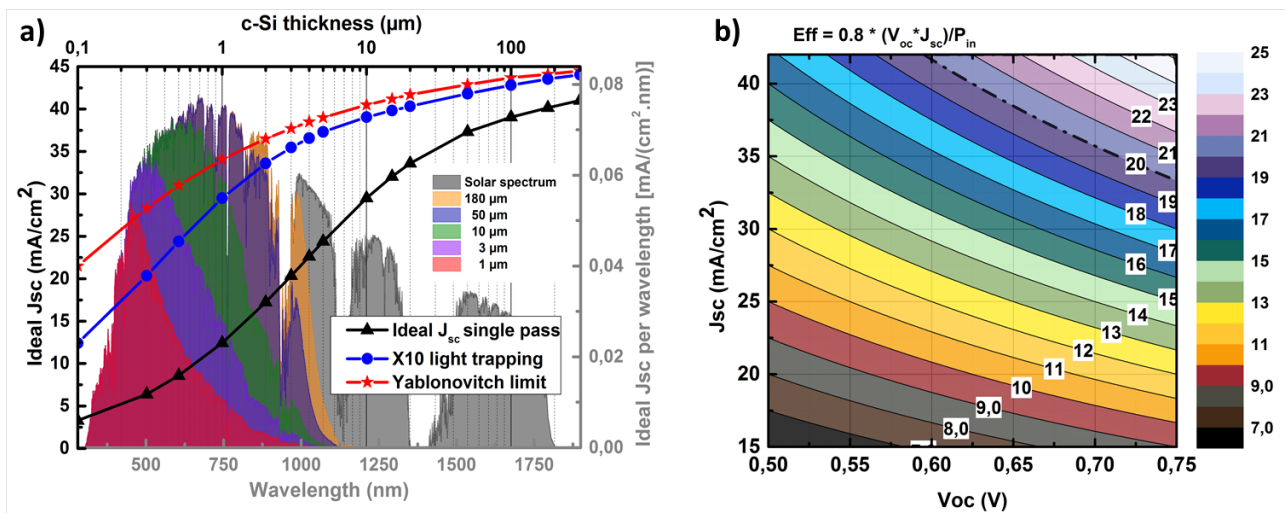 a)
c-Si thickness (μm)
0,1 1 10 100
Ideal Jsc (mA/cm²)
45
40
35
30
25
20
15
10
5
0
Solar spectrum
180 μm
50 μm
10 μm
3 μm
1 μm
Ideal Jsc single pass
X10 light trapping
Yablonovitch limit
0,08
0,06
0,04
0,02
0,00
Ideal Jsc per wavelength [mA/(cm².nm)]
500 750 1000 1250 1500 1750
Wavelength (nm)
b)
Eff = 0.8 * (Voc*Jsc)/Pin
Jsc (mA/cm²)
40
35
30
25
20
15
23
22
21
20
19
18
17
16
15
14
13
12
11
10
9,0
8,0
0,50 0,55 0,60 0,65 0,70 0,75
Voc (V)
25
23
21
19
17
15
13
11
9,0
7,0